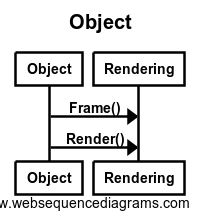 Object
Object Rendering
Frame()
Render()
Object Rendering
w.websequencediagrams.com